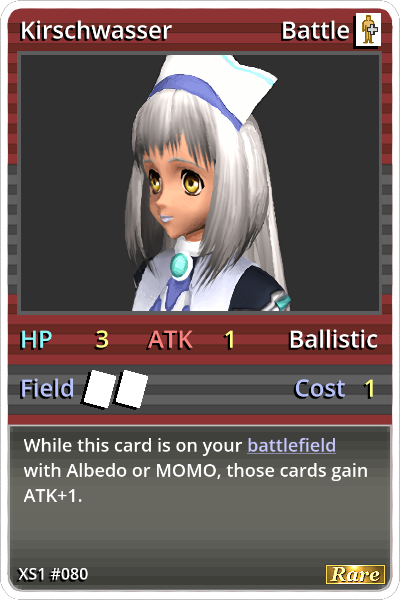 Kirschwasser Battle
HP 3 ATK 1 Ballistic
Field Cost 1
While this card is on your battlefield
with Albedo or MOMO, those cards gain
ATK+1.
XS1 #080 Rare